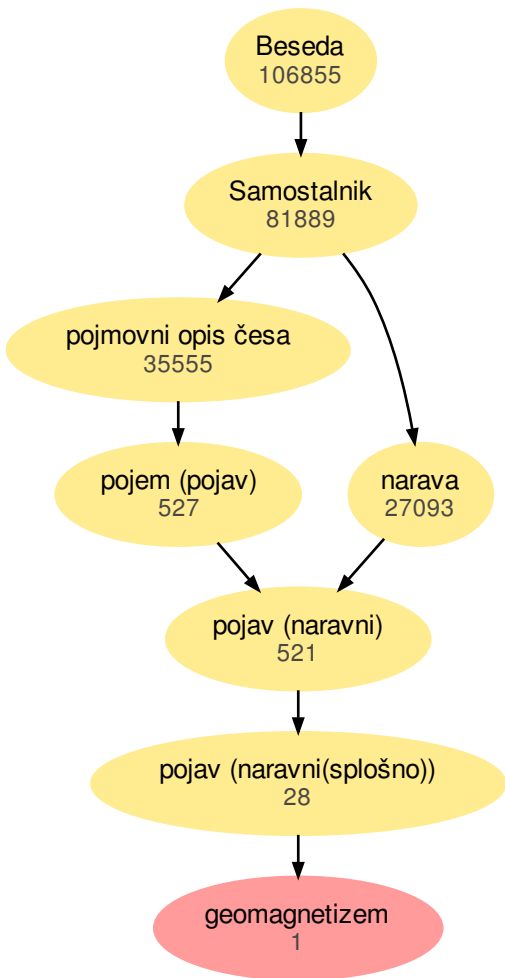 Beseda
106855
Samostalnik
81889
pojmovni opis česa
35555
pojem (pojav)
527
narava
27093
pojav (naravni)
521
pojav (naravni(splošno))
28
geomagnetizem
1